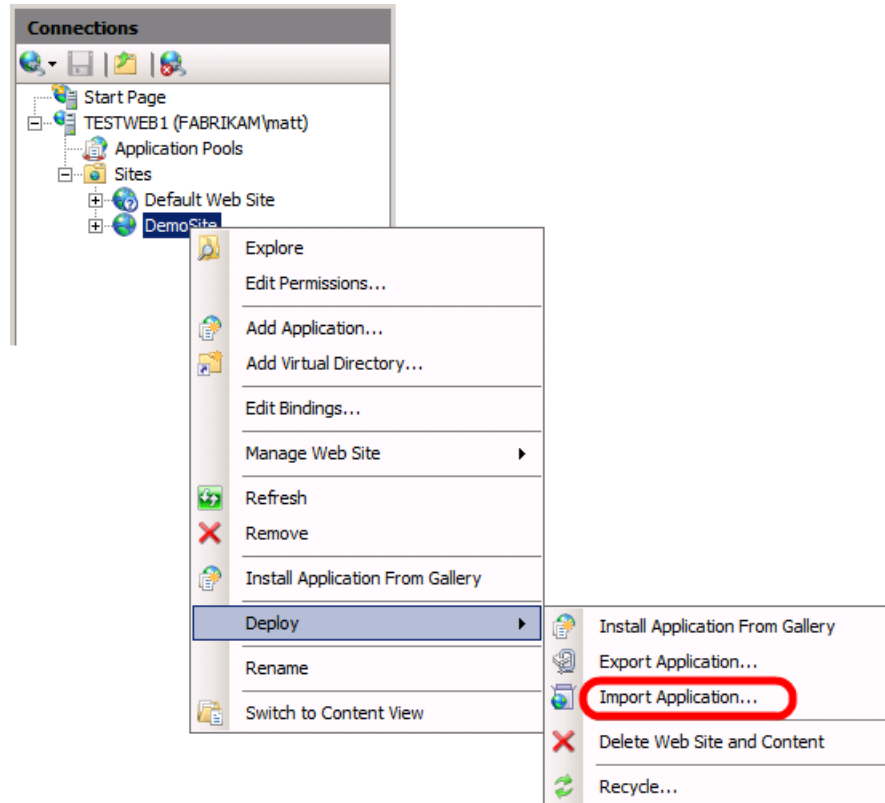 Connections
Start Page
TESTWEB1 (FABRIKAM\matt)
Application Pools
Sites
Default Web Site
DemoSite
Explore
Edit Permissions...
Add Application...
Add Virtual Directory...
Edit Bindings...
Manage Web Site
Refresh
Remove
Install Application From Gallery
Deploy
Rename
Switch to Content View
Install Application From Gallery
Export Application...
Import Application...
Delete Web Site and Content
Recycle...